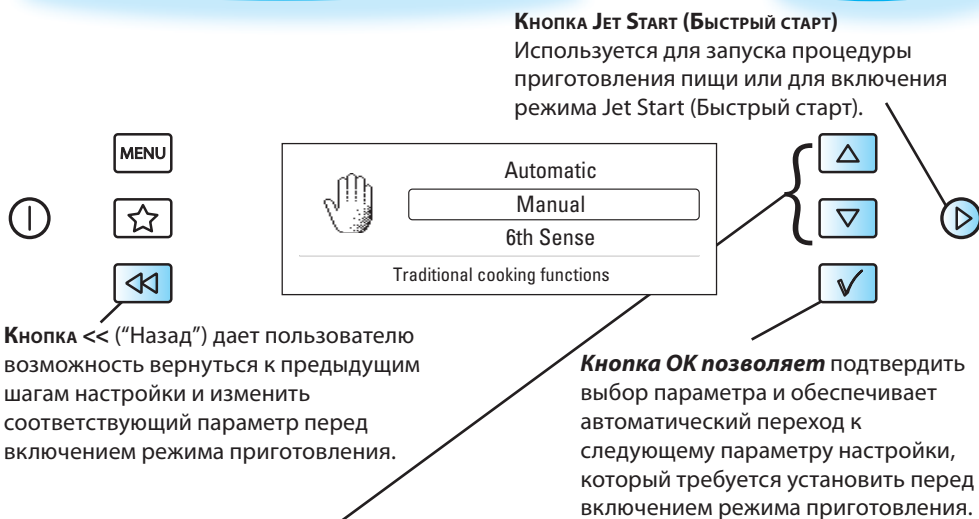 Кнопка Jet Start (Быстрый старт)
Используется для запуска процедуры
приготовления пищи или для включения
режима Jet Start (Быстрый старт).
MENU
Automatic
Manual
6th Sense
Traditional cooking functions
Кнопка << (“Назад”) дает пользователю
возможность вернуться к предыдущим
шагам настройки и изменить
соответствующий параметр перед
включением режима приготовления.
Кнопка ОК позволяет подтвердить
выбор параметра и обеспечивает
автоматический переход к
следующему параметру настройки,
который требуется установить перед
включением режима приготовления.